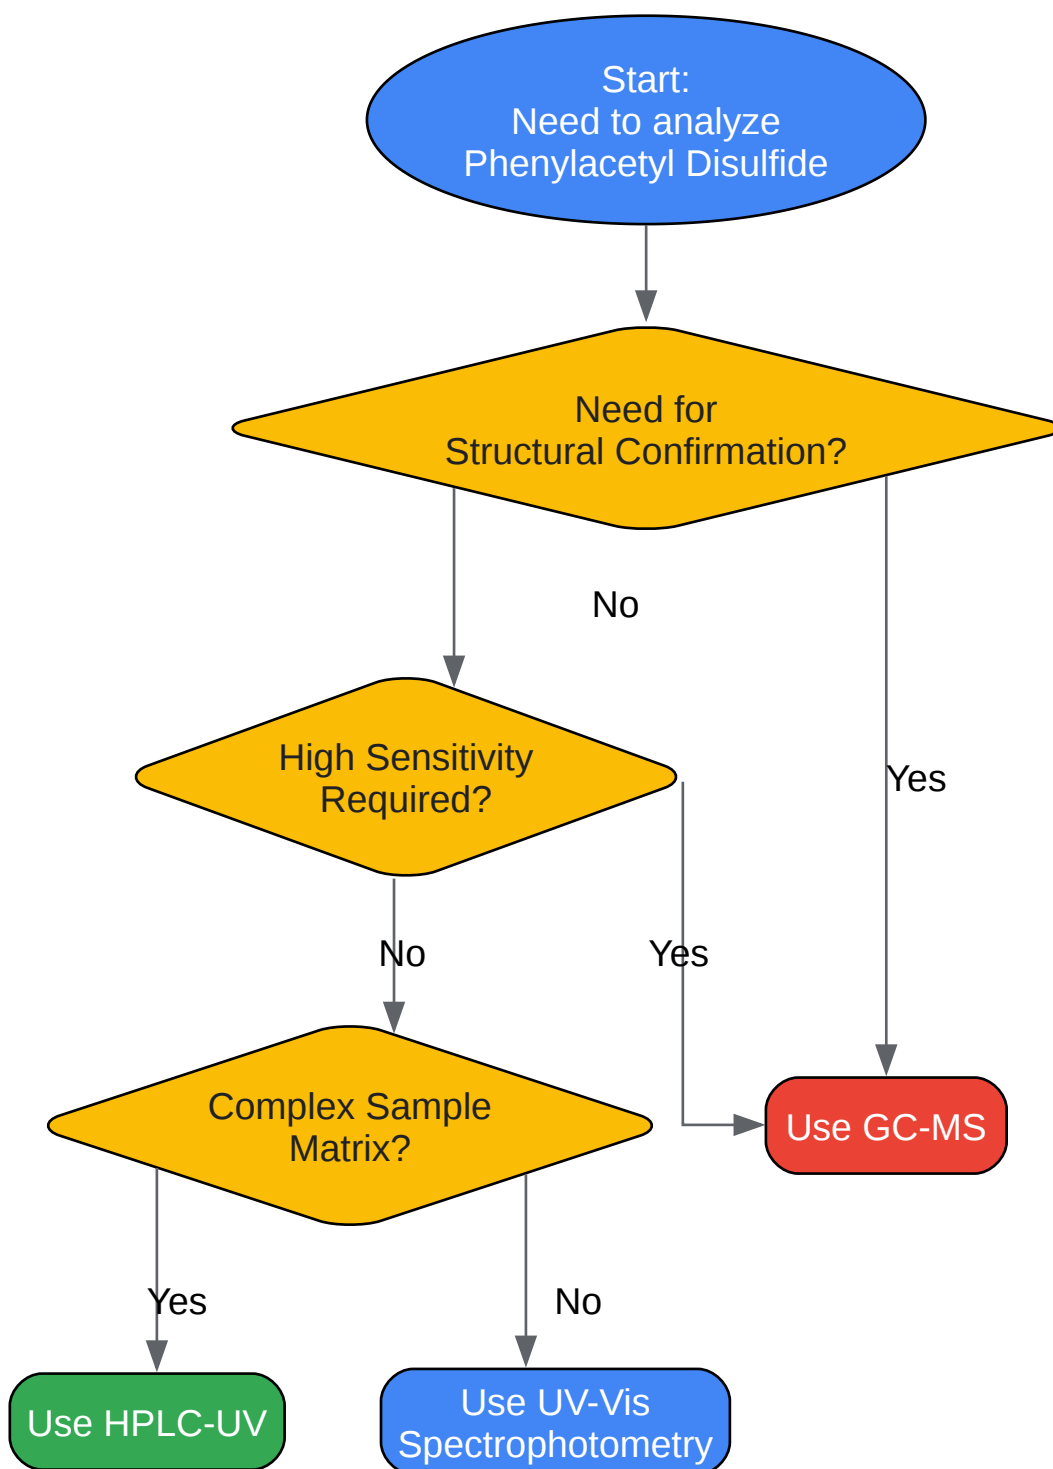 Start:
Need to analyze
Phenylacetyl Disulfide
Need for
Structural Confirmation?
No
High Sensitivity
Required?
Yes
No
Yes
Complex Sample
Matrix?
Use GC-MS
Yes
No
Use HPLC-UV
Use UV-Vis
Spectrophotometry